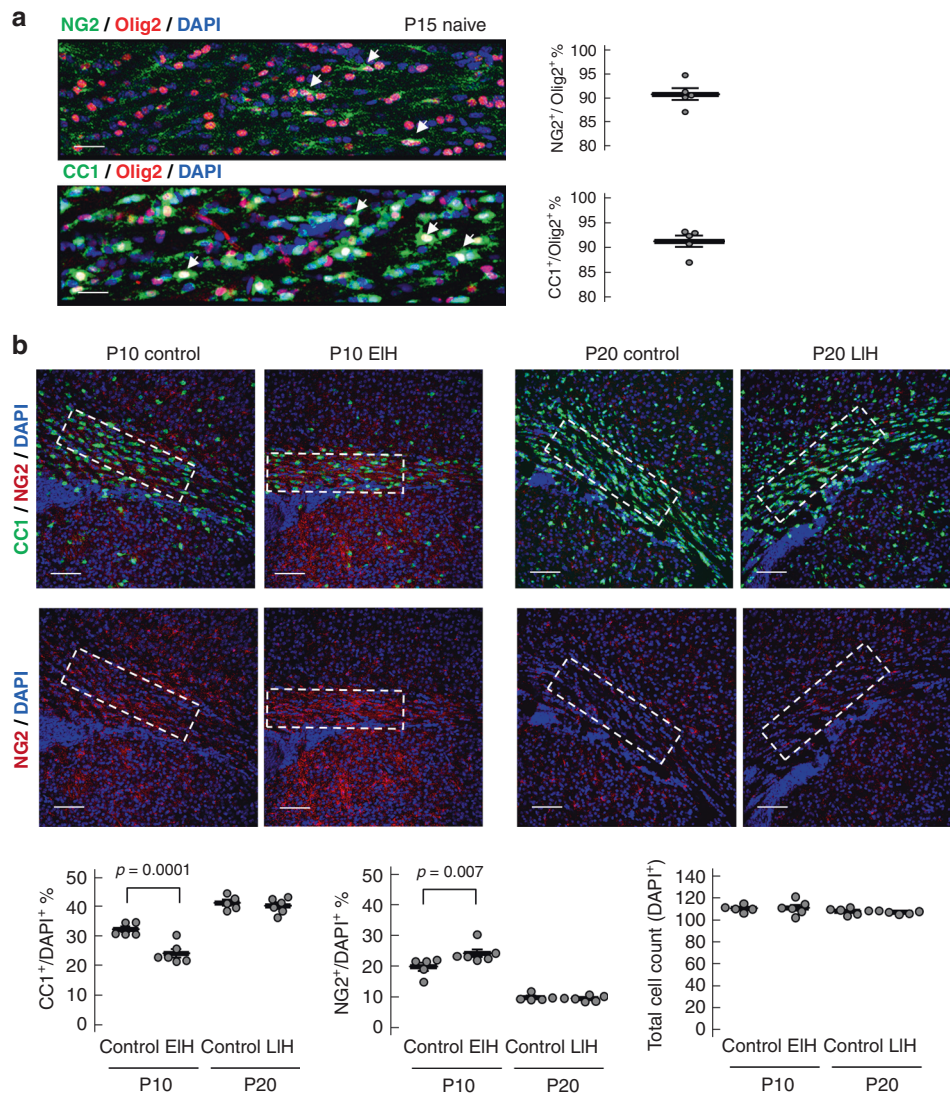 a
NG2 / Olig2 / DAPI
P15 naive
NG2⁺/ Olig2⁺ %
100
95
90
85
80
CC1 / Olig2 / DAPI
CC1⁺/Olig2⁺ %
100
95
90
85
80
b
P10 control
P10 EIH
P20 control
P20 LIH
CC1 / NG2 / DAPI
NG2 / DAPI
CC1⁺/DAPI⁺ %
50
40
30
20
10
0
p = 0.0001
Control EIH Control LIH
P10 P20
NG2⁺/DAPI⁺ %
50
40
30
20
10
0
p = 0.007
Control EIH Control LIH
P10 P20
Total cell count (DAPI⁺)
140
120
100
80
60
40
20
0
Control EIH Control LIH
P10 P20